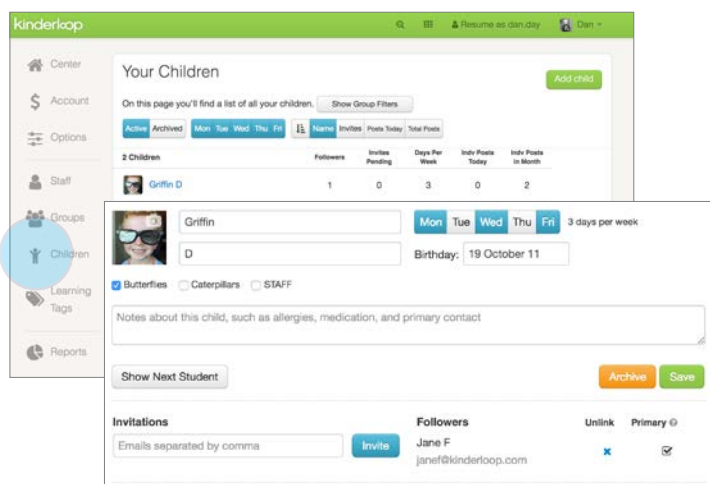 kinderloop
Resume as dan.day
Dan
Center
Account
Options
Staff
Groups
Children
Learning
Tags
Reports
Your Children
Add child
On this page you'll find a list of all your children. Show Group Filters
Active Archived Mon Tue Wed Thu Fri Name Invites Posts Today Total Posts
2 Children Followers Invites Pending Days Per Week Indv Posts Today Indv Posts in Month
Griffin D 1 0 3 0 2
Griffin Mon Tue Wed Thu Fri 3 days per week
D Birthday: 19 October 11
Butterflies Caterpillars STAFF
Notes about this child, such as allergies, medication, and primary contact
Show Next Student Archive Save
Invitations Followers Unlink Primary
Emails separated by comma Invite Jane F
janef@kinderloop.com